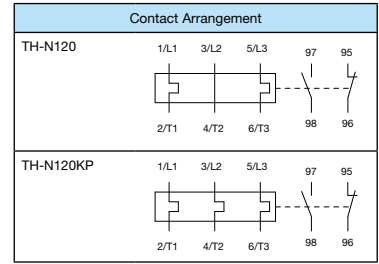 Contact Arrangement
TH-N120
1/L1 3/L2 5/L3 97 95
2/T1 4/T2 6/T3 98 96
TH-N120KP
1/L1 3/L2 5/L3 97 95
2/T1 4/T2 6/T3 98 96